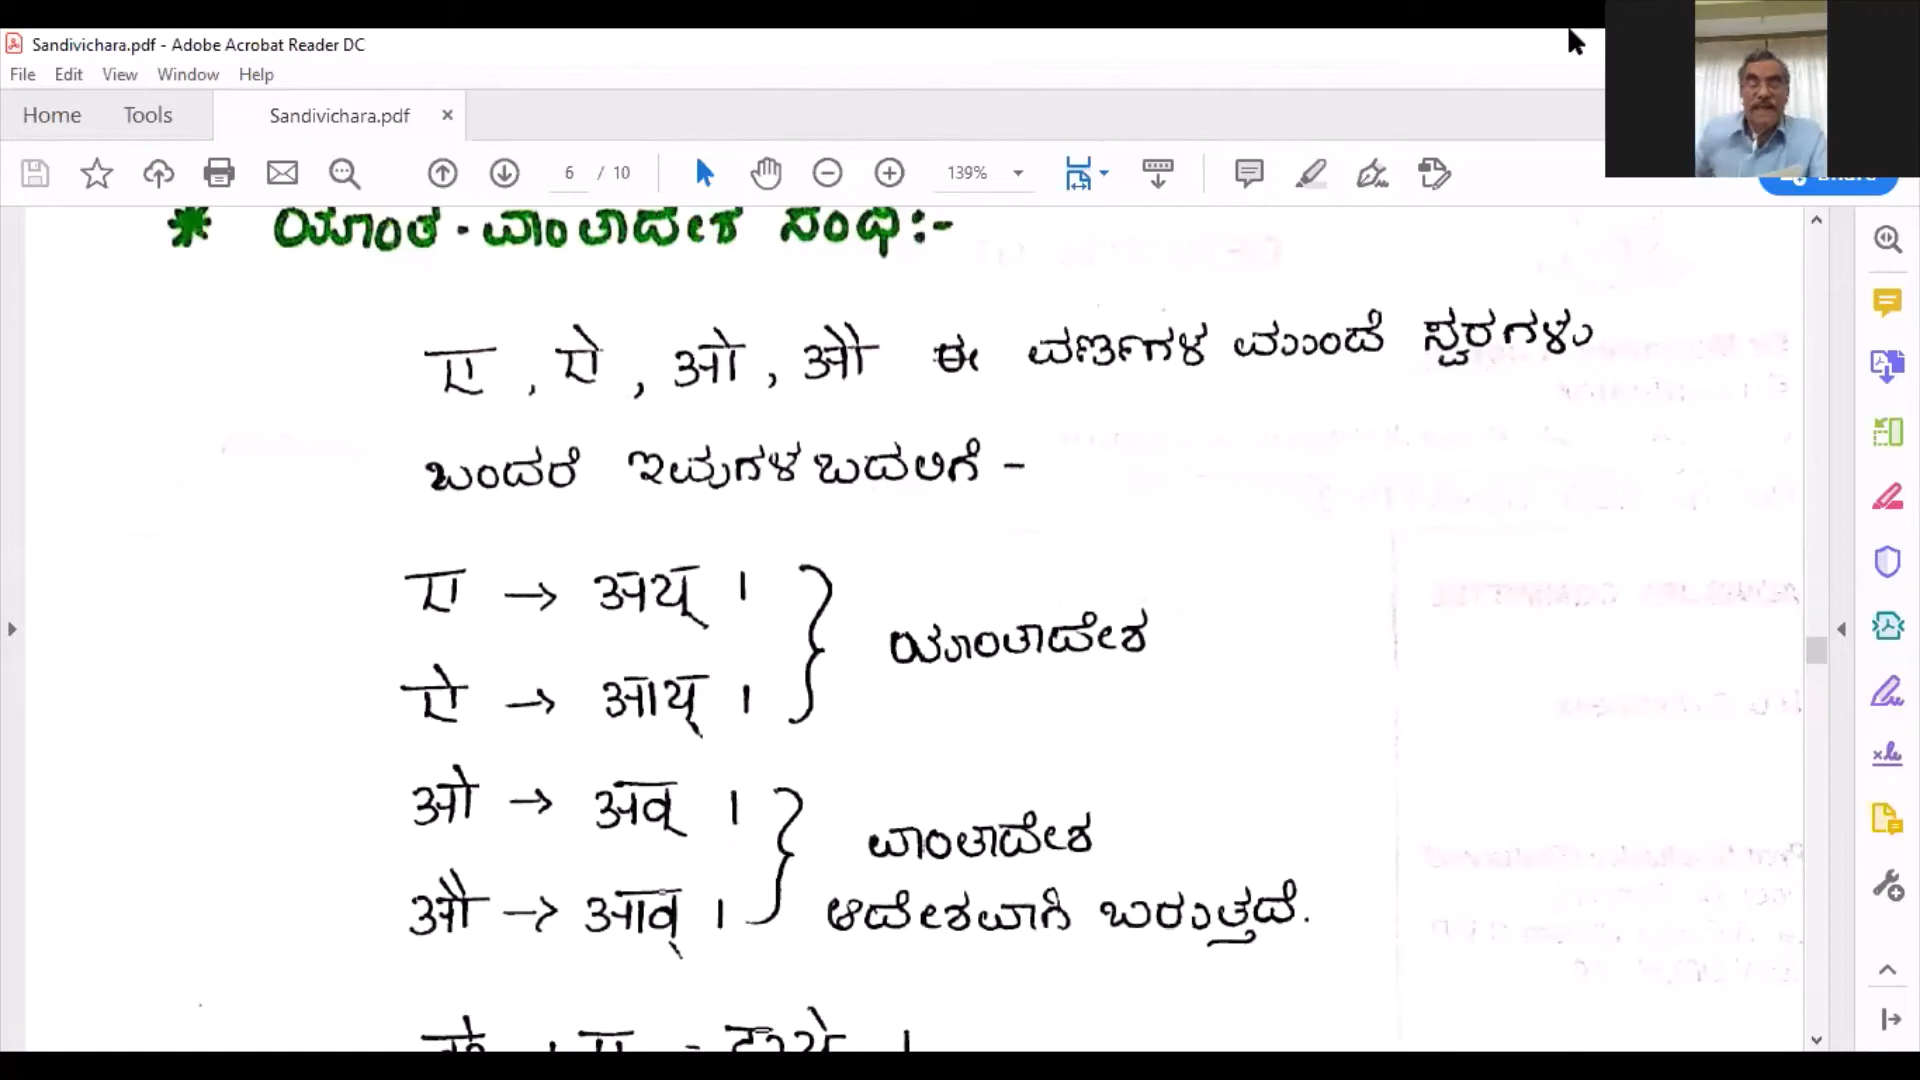 Sandivichara.pdf - Adobe Acrobat Reader DC
File Edit View Window Help
Home Tools Sandivichara.pdf ×
6 / 10 139%
* ಯಾಂತ - ವಾಂತಾದೇಶ ಸಂಧಿ:-
ए , ऐ , ओ , औ ಈ ವರ್ಣಗಳ ಮುಂದೆ ಸ್ವರಗಳು
ಬಂದರೆ ಇವುಗಳ ಬದಲಿಗೆ -
ए → अय् ।
ಯಾಂತಾದೇಶ
ऐ → आय् ।
ओ → अव् ।
ವಾಂತಾದೇಶ
औ → आव् । ಆದೇಶವಾಗಿ ಬರುತ್ತದೆ.